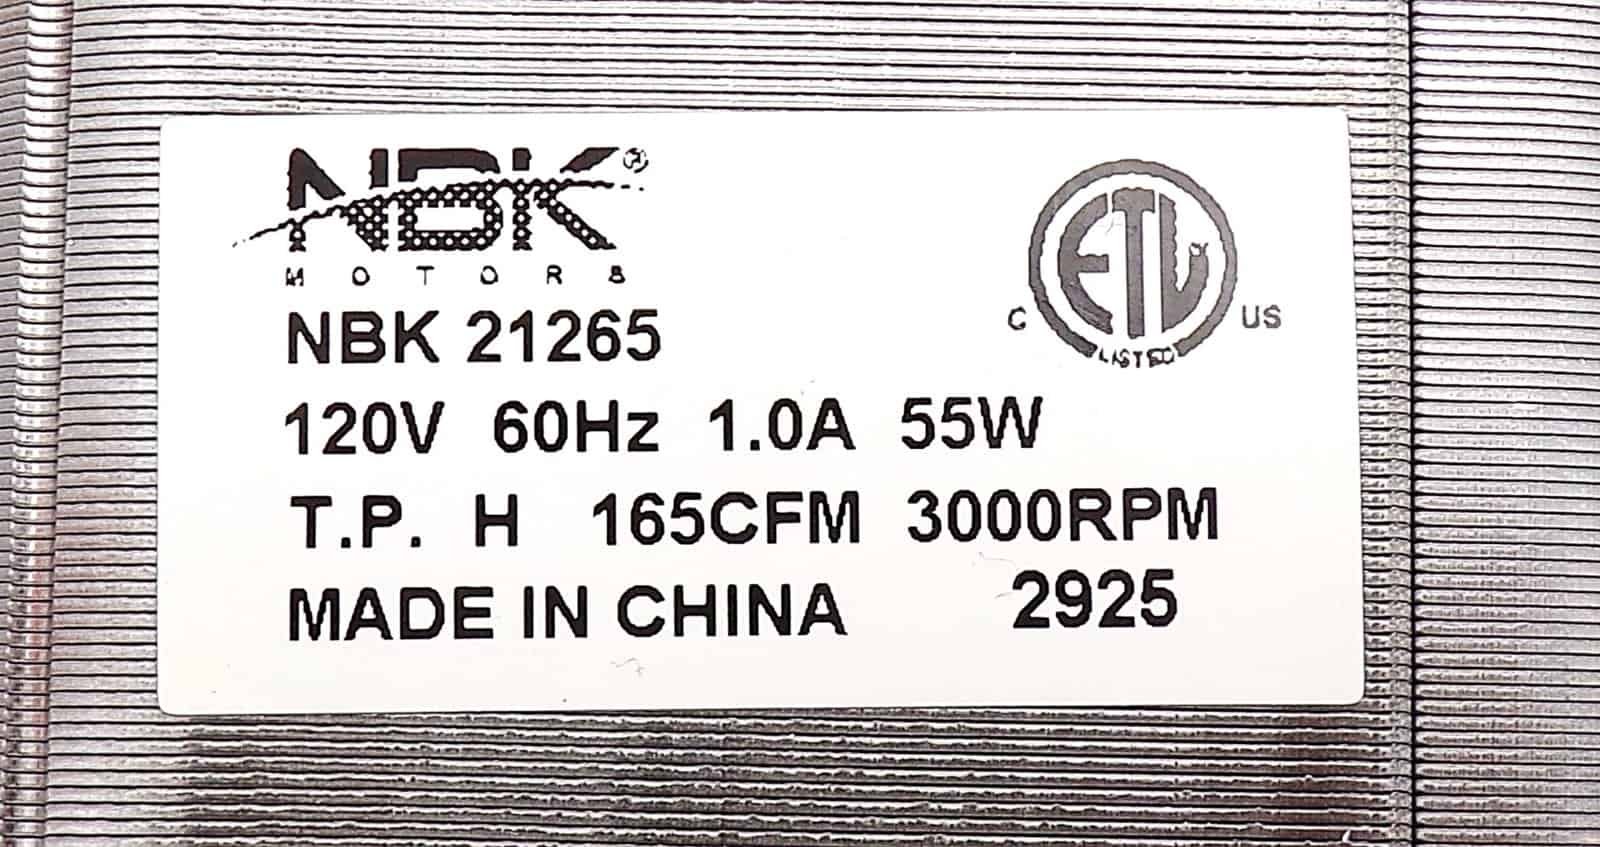 NBK®
MOTORS
NBK 21265
120V 60Hz 1.0A 55W
T.P. H 165CFM 3000RPM
MADE IN CHINA 2925
ETL
C US
LISTED